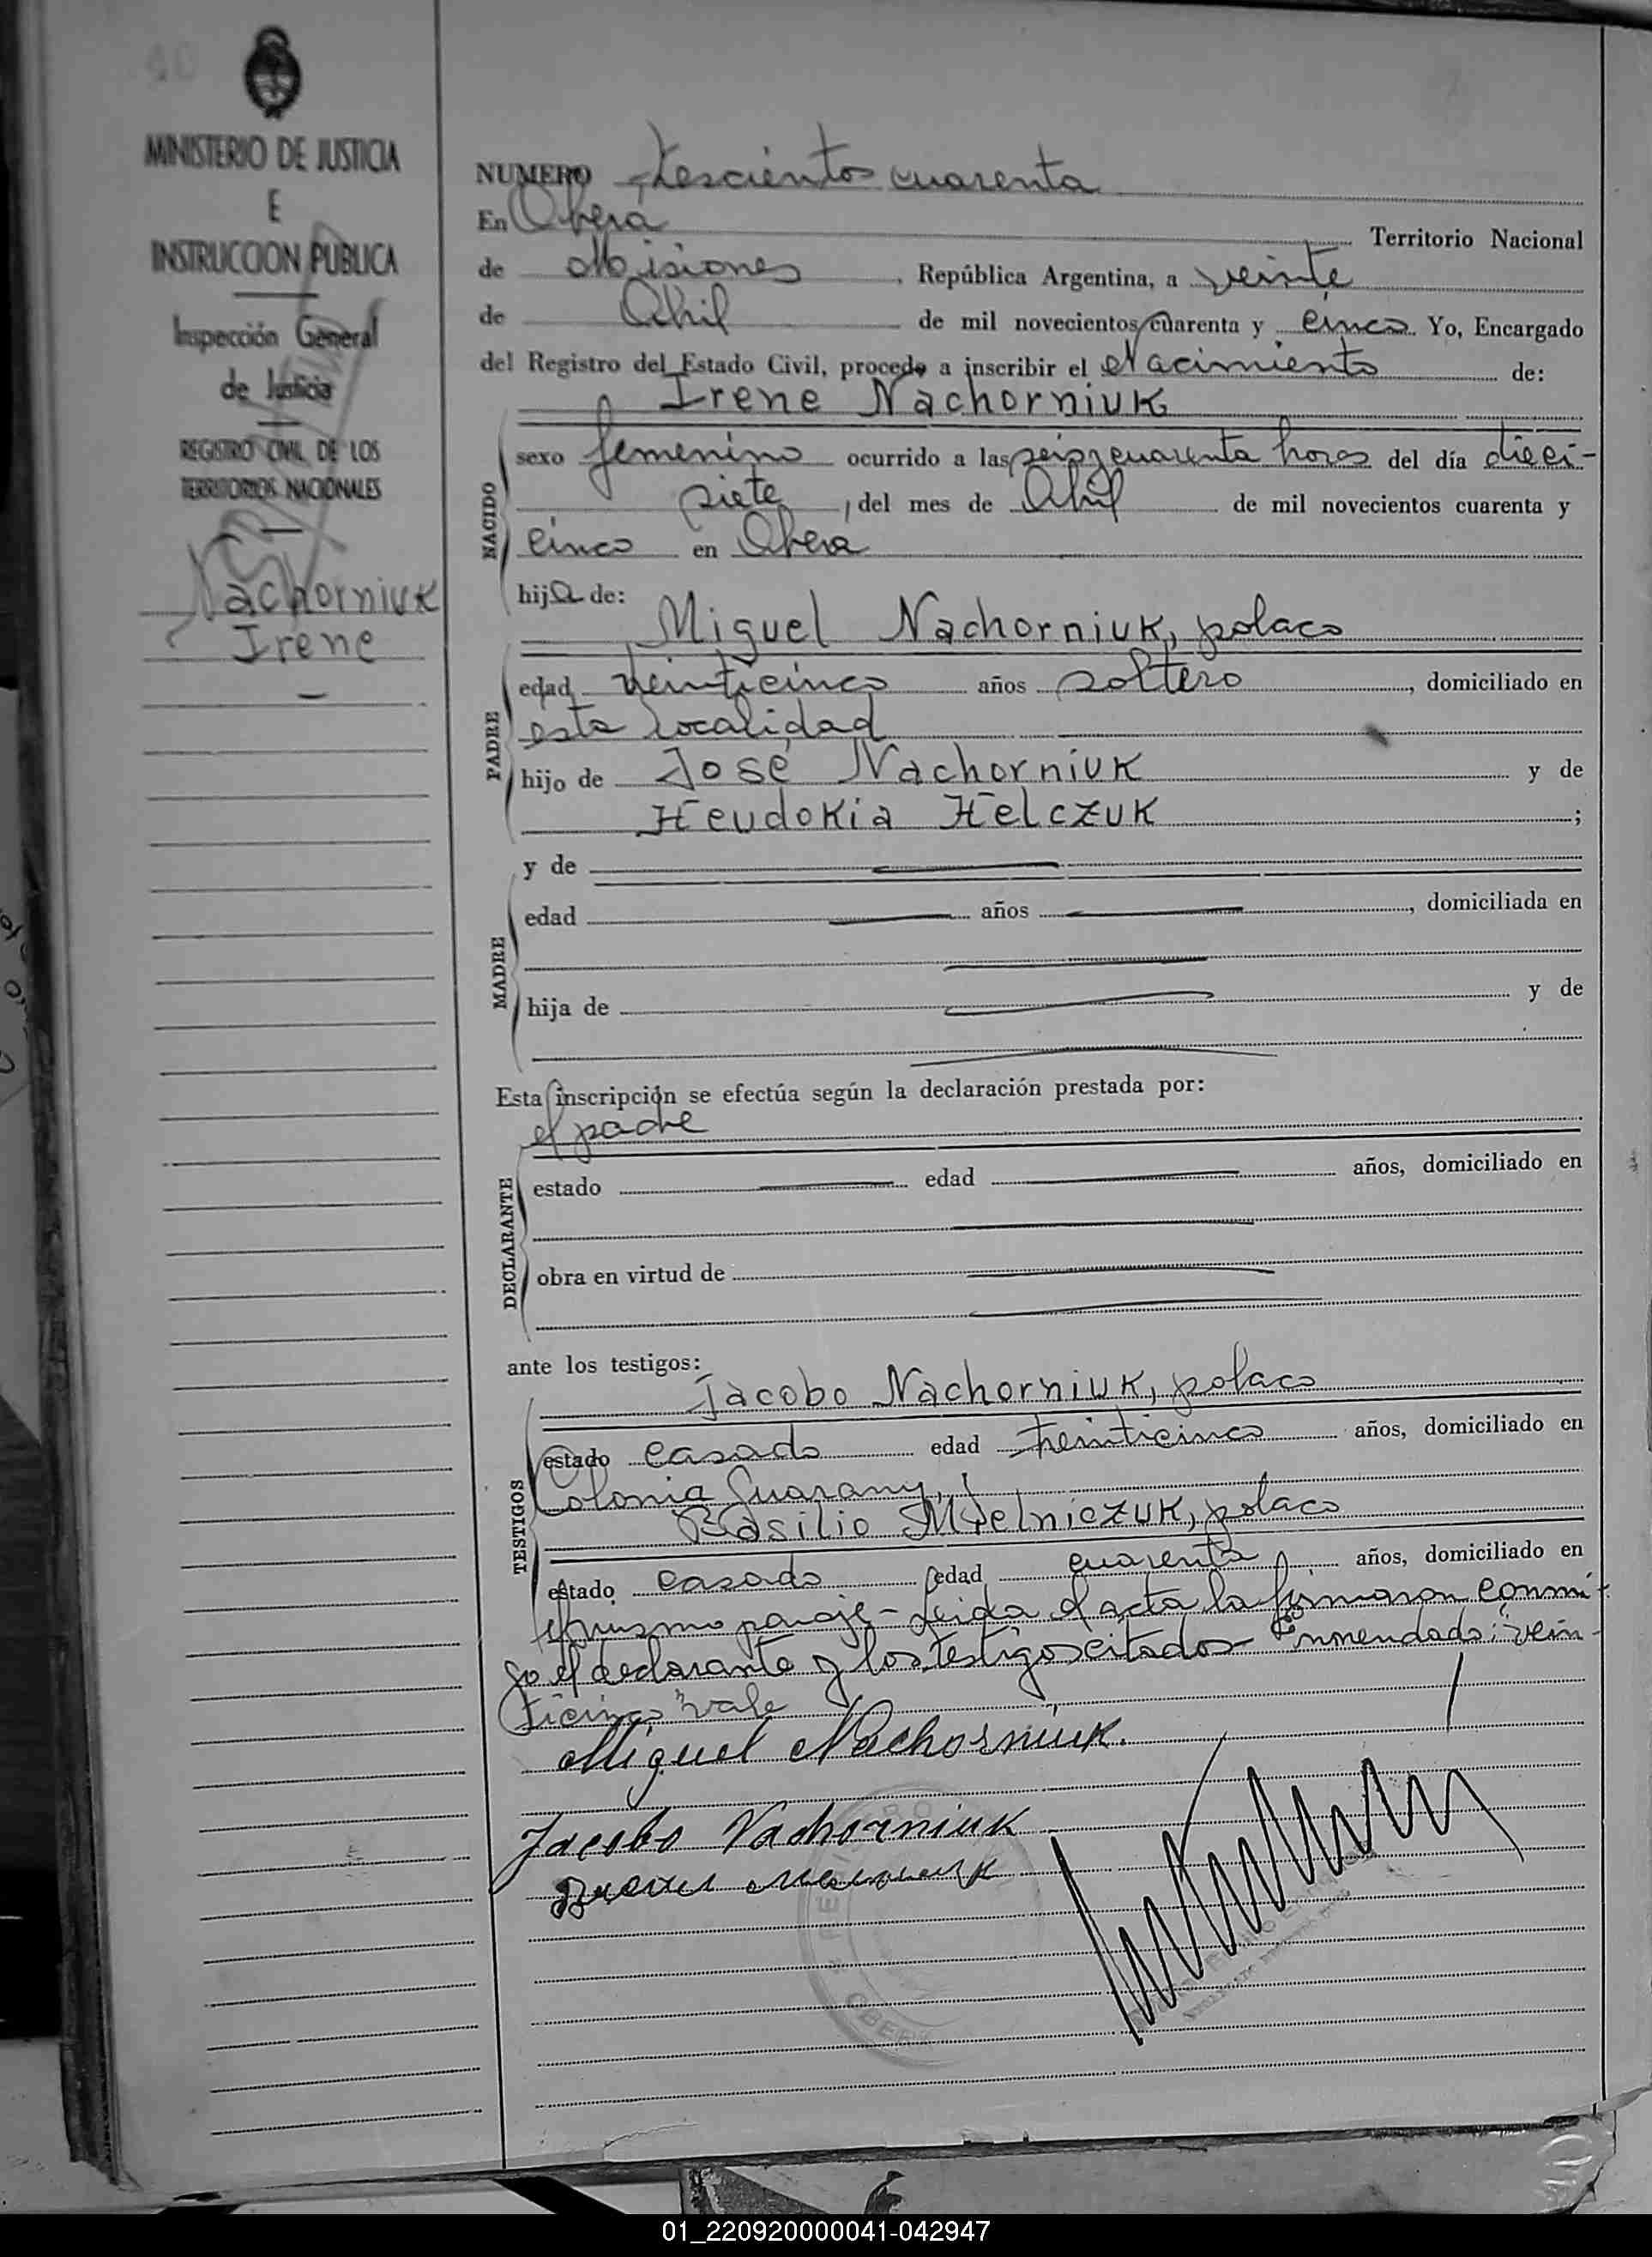 MINISTERIO DE JUSTICIA
E
INSTRUCCION PUBLICA
Inspección General
de Justicia
REGISTRO CIVIL DE LOS
TERRITORIOS NACIONALES
Nachorniuk
Irene
NUMERO Trescientos cuarenta
En Oberá Territorio Nacional
de Misiones, República Argentina, a veinte
de Abril de mil novecientos cuarenta y cinco. Yo, Encargado
del Registro del Estado Civil, procedo a inscribir el Nacimiento de:
Irene Nachorniuk
NACIDO
sexo femenino ocurrido a las seis y cuarenta horas del día dieci-
siete, del mes de Abril de mil novecientos cuarenta y
cinco en Oberá
hija de:
Miguel Nachorniuk, polaco
PADRE
edad veinticinco años soltero, domiciliado en
esta localidad
hijo de José Nachorniuk y de
Heudokia Helczuk;
y de
MADRE
edad años, domiciliada en
hija de y de
Esta inscripción se efectúa según la declaración prestada por:
el padre
DECLARANTE
estado edad años, domiciliado en
obra en virtud de
ante los testigos:
Jacobo Nachorniuk, polaco
TESTIGOS
estado casado edad treinticinco años, domiciliado en
Colonia Guarany,
Basilio Mielniczuk, polaco
estado casado edad cuarenta años, domiciliado en
el mismo paraje - Leida el acta la firmaron conmi-
go el declarante y los testigos citados - Enmendado: vein-
ticinco vale
Miguel Nachorniuk.
Jacobo Nachorniuk
OBERA
01_220920000041-042947